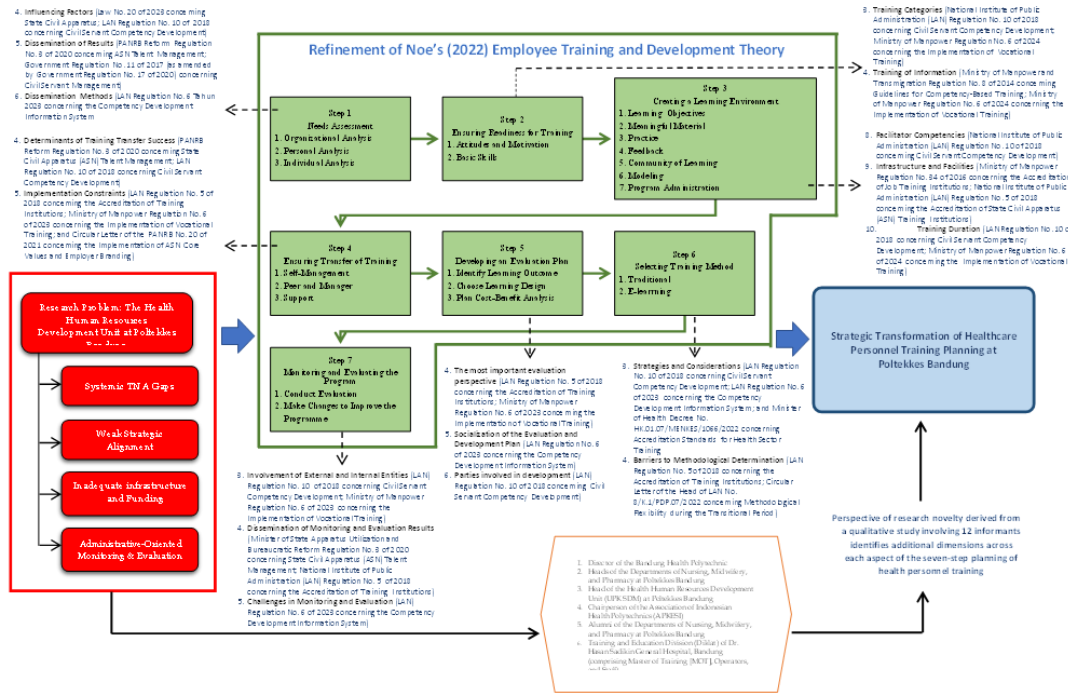 4. Influencing Factors (Law No. 20 of 2023 concerning
State Civil Apparatus; LAN Regulation No. 10 of 2018
concerning Civil Servant Competency Development)
5. Dissemination of Results (PANRB Reform Regulation
No. 3 of 2020 concerning ASN Talent Management;
Government Regulation No. 11 of 2017 (as amended
by Government Regulation No. 17 of 2020) concerning
Civil Servant Management)
6. Dissemination Methods (LAN Regulation No. 6 Tahun
2023 concerning the Competency Development
Information System
4. Determinants of Training Transfer Success (PANRB
Reform Regulation No. 3 of 2020 concerning State
Civil Apparatus (ASN) Talent Management; LAN
Regulation No. 10 of 2018 concerning Civil Servant
Competency Development)
5. Implementation Constraints (LAN Regulation No. 5 of
2018 concerning the Accreditation of Training
Institutions; Ministry of Manpower Regulation No. 6
of 2023 concerning the Implementation of Vocational
Training; and Circular Letter of the PANRB No. 20 of
2021 concerning the Implementation of ASN Core
Values and Employer Branding)
Refinement of Noe's (2022) Employee Training and Development Theory
Step 1
Needs Assessment
1. Organizational Analysis
2. Personal Analysis
3. Individual Analysis
Step 2
Ensuring Readiness for Training
1. Attitudes and Motivation
2. Basic Skills
Step 3
Creating a Learning Environment
1. Learning Objectives
2. Meaningful Material
3. Practice
4. Feedback
5. Community of Learning
6. Modeling
7. Program Administration
Step 4
Ensuring Transfer of Training
1. Self-Management
2. Peer and Manager
3. Support
Step 5
Developing an Evaluation Plan
1. Identify Learning Outcome
2. Choose Learning Design
3. Plan Cost-Benefit Analysis
Step 6
Selecting Training Method
1. Traditional
2. E-learning
Step 7
Monitoring and Evaluating the
Program
1. Conduct Evaluation
2. Make Changes to Improve the
Programme
3. Training Categories (National Institute of Public
Administration (LAN) Regulation No. 10 of 2018
concerning Civil Servant Competency Development;
Ministry of Manpower Regulation No. 6 of 2024
concerning the Implementation of Vocational
Training)
4. Training of Information (Ministry of Manpower and
Transmigration Regulation No. 8 of 2014 concerning
Guidelines for Competency-Based Training; Ministry
of Manpower Regulation No. 6 of 2024 concerning the
Implementation of Vocational Training)
8. Facilitator Competencies (National Institute of Public
Administration (LAN) Regulation No. 10 of 2018
concerning Civil Servant Competency Development)
9. Infrastructure and Facilities (Ministry of Manpower
Regulation No. 34 of 2016 concerning the Accreditation
of Job Training Institutions; National Institute of Public
Administration (LAN) Regulation No. 5 of 2018
concerning the Accreditation of State Civil Apparatus
(ASN) Training Institutions)
10. Training Duration (LAN Regulation No. 10 of
2018 concerning Civil Servant Competency
Development; Ministry of Manpower Regulation No. 6
of 2024 concerning the Implementation of Vocational
Training)
Research Problem: The Health
Human Resources
Development Unit at Poltekkes
Bandung
Systemic TNA Gaps
Weak Strategic
Alignment
Inadequate infrastructure
and Funding
Administrative-Oriented
Monitoring & Evaluation
4. The most important evaluation
perspective (LAN Regulation No. 5 of 2018
concerning the Accreditation of Training
Institutions; Ministry of Manpower
Regulation No. 6 of 2023 concerning the
Implementation of Vocational Training)
5. Socialization of the Evaluation and
Development Plan (LAN Regulation No. 6
of 2023 concerning the Competency
Development Information System)
6. Parties involved in development (LAN)
Regulation No. 10 of 2018 concerning Civil
Servant Competency Development)
3. Strategies and Considerations (LAN Regulation
No. 10 of 2018 concerning Civil Servant
Competency Development; LAN Regulation No. 6
of 2023 concerning the Competency
Development Information System; and Minister
of Health Decree No.
HK.01.07/MENKES/1066/2022 concerning
Accreditation Standards for Health Sector
Training
4. Barriers to Methodological Determination (LAN
Regulation No. 5 of 2018 concerning the
Accreditation of Training Institutions; Circular
Letter of the Head of LAN No.
8/K.1/PDP.07/2022 concerning Methodological
Flexibility during the Transitional Period)
3. Involvement of External and Internal Entities (LAN)
Regulation No. 10 of 2018 concerning Civil Servant
Competency Development; Ministry of Manpower
Regulation No. 6 of 2023 concerning the
Implementation of Vocational Training)
4. Dissemination of Monitoring and Evaluation Results
(Minister of State Apparatus Utilization and
Bureaucratic Reform Regulation No. 3 of 2020
concerning State Civil Apparatus (ASN) Talent
Management; National Institute of Public
Administration (LAN) Regulation No. 5 of 2018
concerning the Accreditation of Training Institutions)
5. Challenges in Monitoring and Evaluation (LAN)
Regulation No. 6 of 2023 concerning the Competency
Development Information System)
Strategic Transformation of Healthcare
Personnel Training Planning at
Poltekkes Bandung
Perspective of research novelty derived from
a qualitative study involving 12 informants
identifies additional dimensions across
each aspect of the seven-step planning of
health personnel training
1. Director of the Bandung Health Polytechnic
2. Heads of the Departments of Nursing, Midwifery,
and Pharmacy at Poltekkes Bandung
3. Head of the Health Human Resources Development
Unit (UPKSDM) at Poltekkes Bandung
4. Chairperson of the Association of Indonesian
Health Polytechnics (APKESI)
5. Alumni of the Departments of Nursing, Midwifery,
and Pharmacy at Poltekkes Bandung
6. Training and Education Division (Diklat) of Dr.
Hasan Sadikin General Hospital, Bandung
(comprising Master of Training [MOT], Operators,
and Staff)